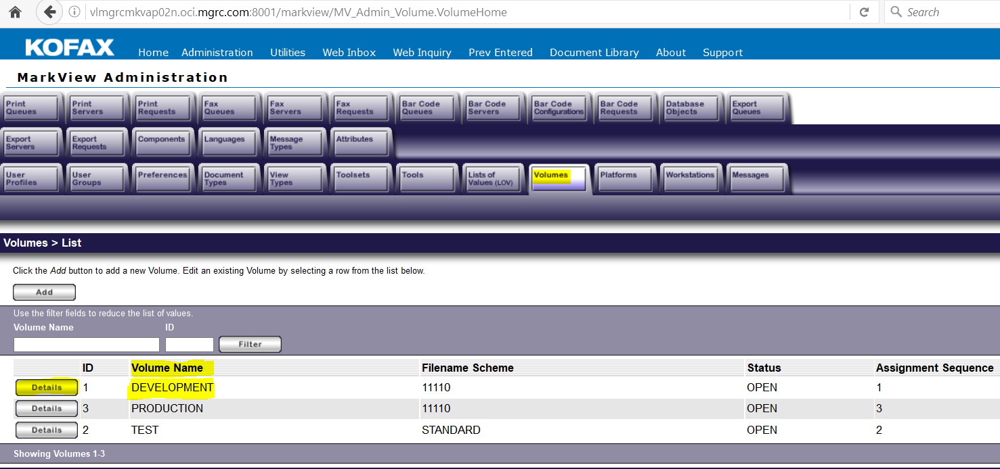 vlmgrcmkvap02n.oci.mgrc.com:8001/markview/MV_Admin_Volume.VolumeHome Search
KOFAX Home Administration Utilities Web Inbox Web Inquiry Prev Entered Document Library About Support
MarkView Administration
Print Queues Print Servers Print Requests Fax Queues Fax Servers Fax Requests Bar Code Queues Bar Code Servers Bar Code Configurations Bar Code Requests Database Objects Export Queues
Export Servers Export Requests Components Languages Message Types Attributes
User Profiles User Groups Preferences Document Types View Types Toolsets Tools Lists of Values (LOV) Volumes Platforms Workstations Messages
Volumes > List
Click the Add button to add a new Volume. Edit an existing Volume by selecting a row from the list below.
Add
Use the filter fields to reduce the list of values.
Volume Name ID
Filter
ID Volume Name Filename Scheme Status Assignment Sequence
Details 1 DEVELOPMENT 11110 OPEN 1
Details 3 PRODUCTION 11110 OPEN 3
Details 2 TEST STANDARD OPEN 2
Showing Volumes 1-3